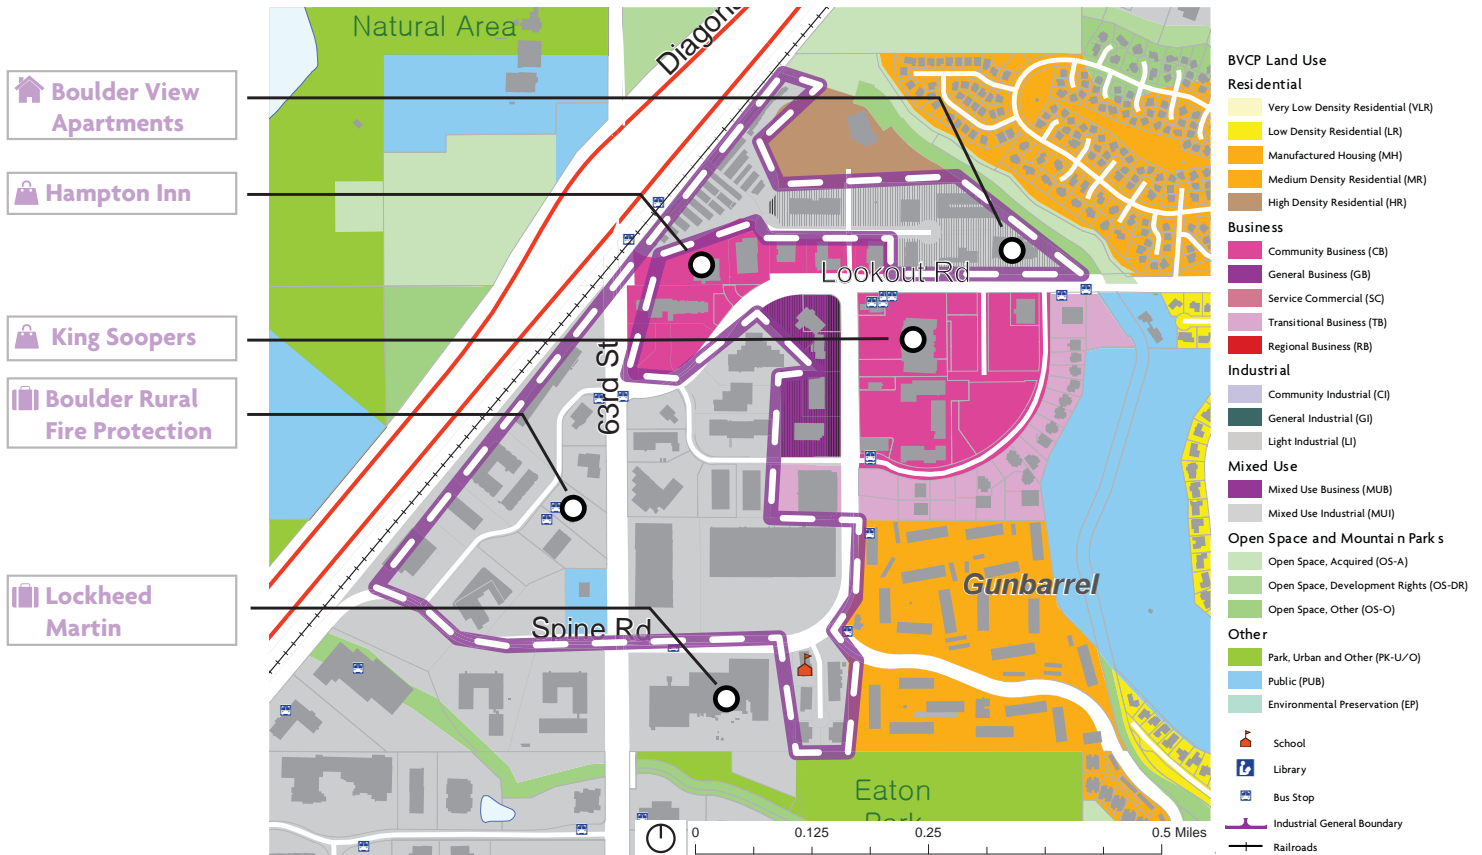 Natural Area
Diagon
Boulder View
Apartments
Hampton Inn
King Soopers
Boulder Rural
Fire Protection
Lockheed
Martin
Lookout Rd
63rd St
Spine Rd
Gunbarrel
Eaton
Park
0
0.125
0.25
0.5 Miles
BVCP Land Use
Residential
Very Low Density Residential (VLR)
Low Density Residential (LR)
Manufactured Housing (MH)
Medium Density Residential (MR)
High Density Residential (HR)
Business
Community Business (CB)
General Business (GB)
Service Commercial (SC)
Transitional Business (TB)
Regional Business (RB)
Industrial
Community Industrial (CI)
General Industrial (GI)
Light Industrial (LI)
Mixed Use
Mixed Use Business (MUB)
Mixed Use Industrial (MUI)
Open Space and Mountain Parks
Open Space, Acquired (OS-A)
Open Space, Development Rights (OS-DR)
Open Space, Other (OS-O)
Other
Park, Urban and Other (PK-U/O)
Public (PUB)
Environmental Preservation (EP)
School
Library
Bus Stop
Industrial General Boundary
Railroads